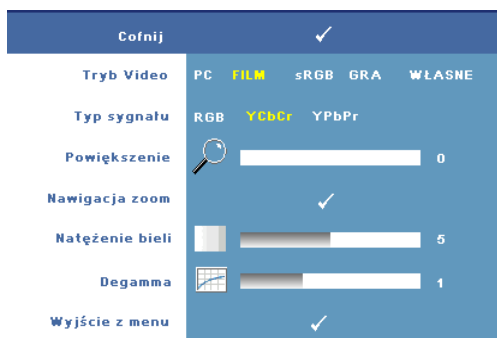 Cofnij
Tryb Video PC FILM sRGB GRA WŁASNE
Typ sygnału RGB YCbCr YPbPr
Powiększenie 0
Nawigacja zoom
Natężenie bieli 5
Degamma 1
Wyjście z menu